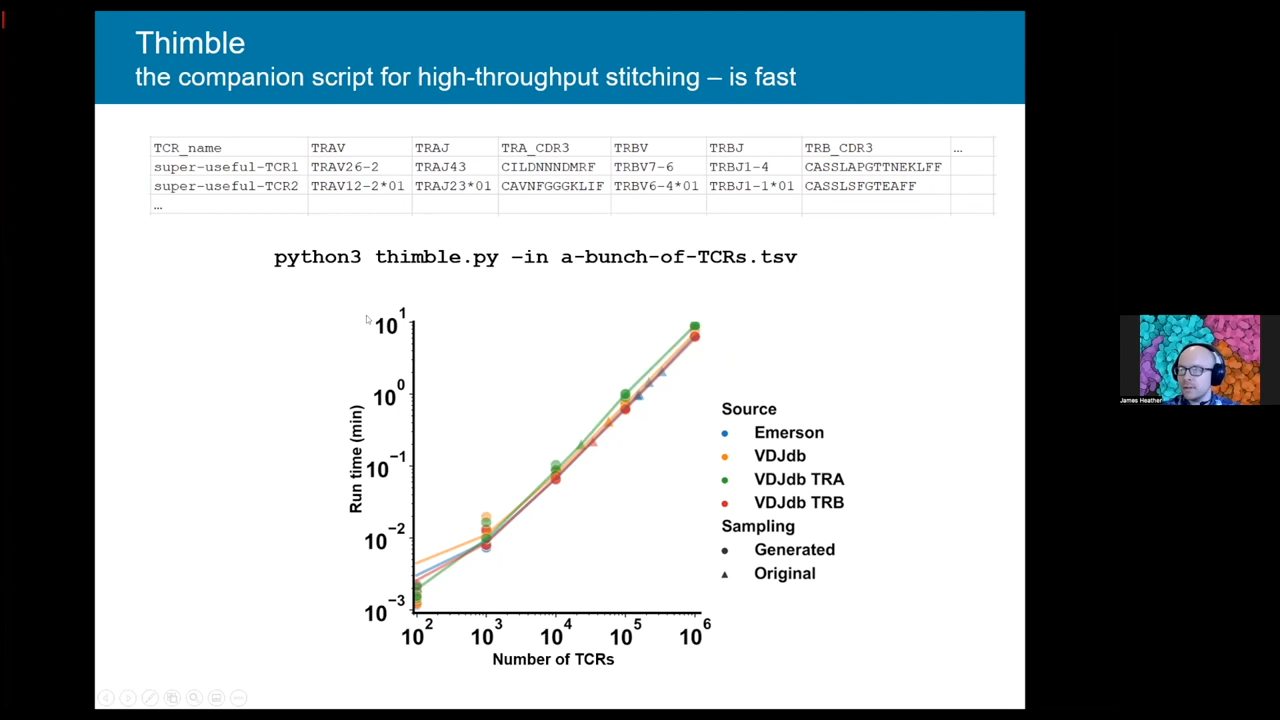 Thimble
the companion script for high-throughput stitching – is fast
TCR_name TRAV TRAJ TRA_CDR3 TRBV TRBJ TRB_CDR3 …
super-useful-TCR1 TRAV26-2 TRAJ43 CILDNNNDMRF TRBV7-6 TRBJ1-4 CASSLAPGTTNEKLFF
super-useful-TCR2 TRAV12-2*01 TRAJ23*01 CAVNFGGGKLIF TRBV6-4*01 TRBJ1-1*01 CASSLSFGTEAFF
…
python3 thimble.py –in a-bunch-of-TCRs.tsv
10^1
10^0
10^-1
10^-2
10^-3
Run time (min)
10^2 10^3 10^4 10^5 10^6
Number of TCRs
Source
Emerson
VDJdb
VDJdb TRA
VDJdb TRB
Sampling
Generated
Original
James Heather